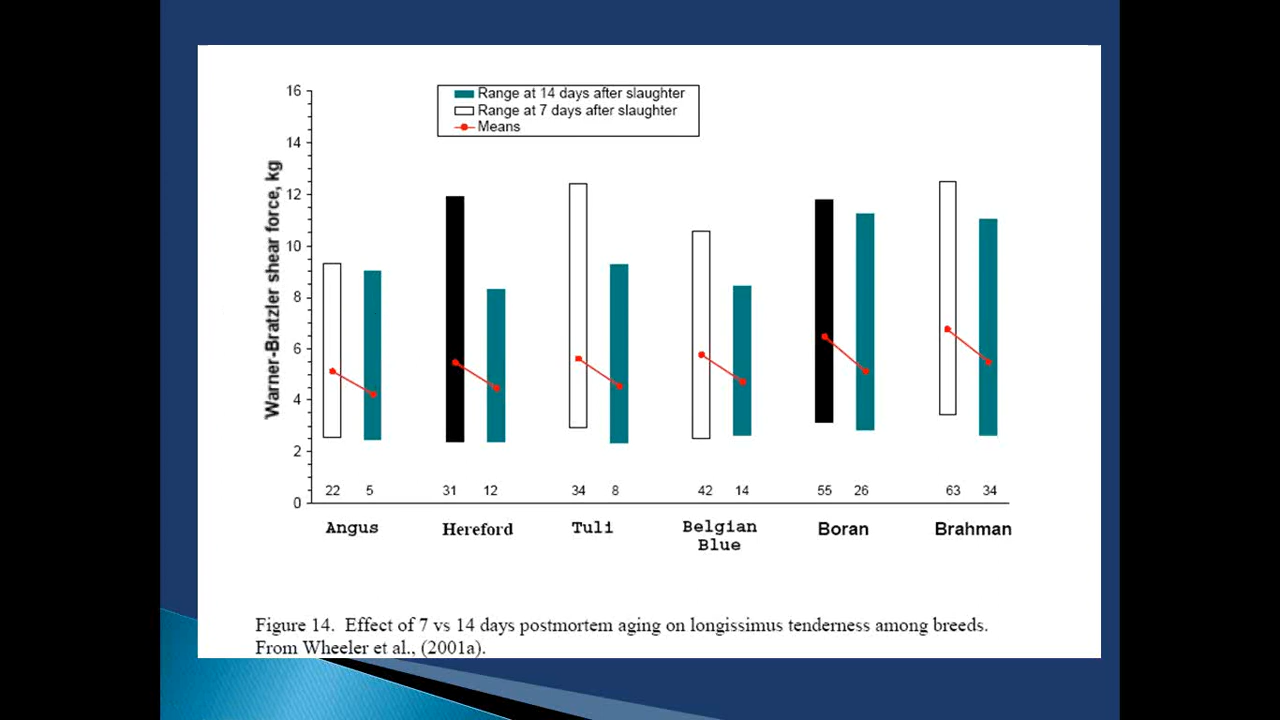 Range at 14 days after slaughter
Range at 7 days after slaughter
Means
Warner-Bratzler shear force, kg
16
14
12
10
8
6
4
2
0
22 5 31 12 34 8 42 14 55 26 63 34
Angus Hereford Tuli Belgian Blue Boran Brahman
Figure 14. Effect of 7 vs 14 days postmortem aging on longissimus tenderness among breeds.
From Wheeler et al., (2001a).